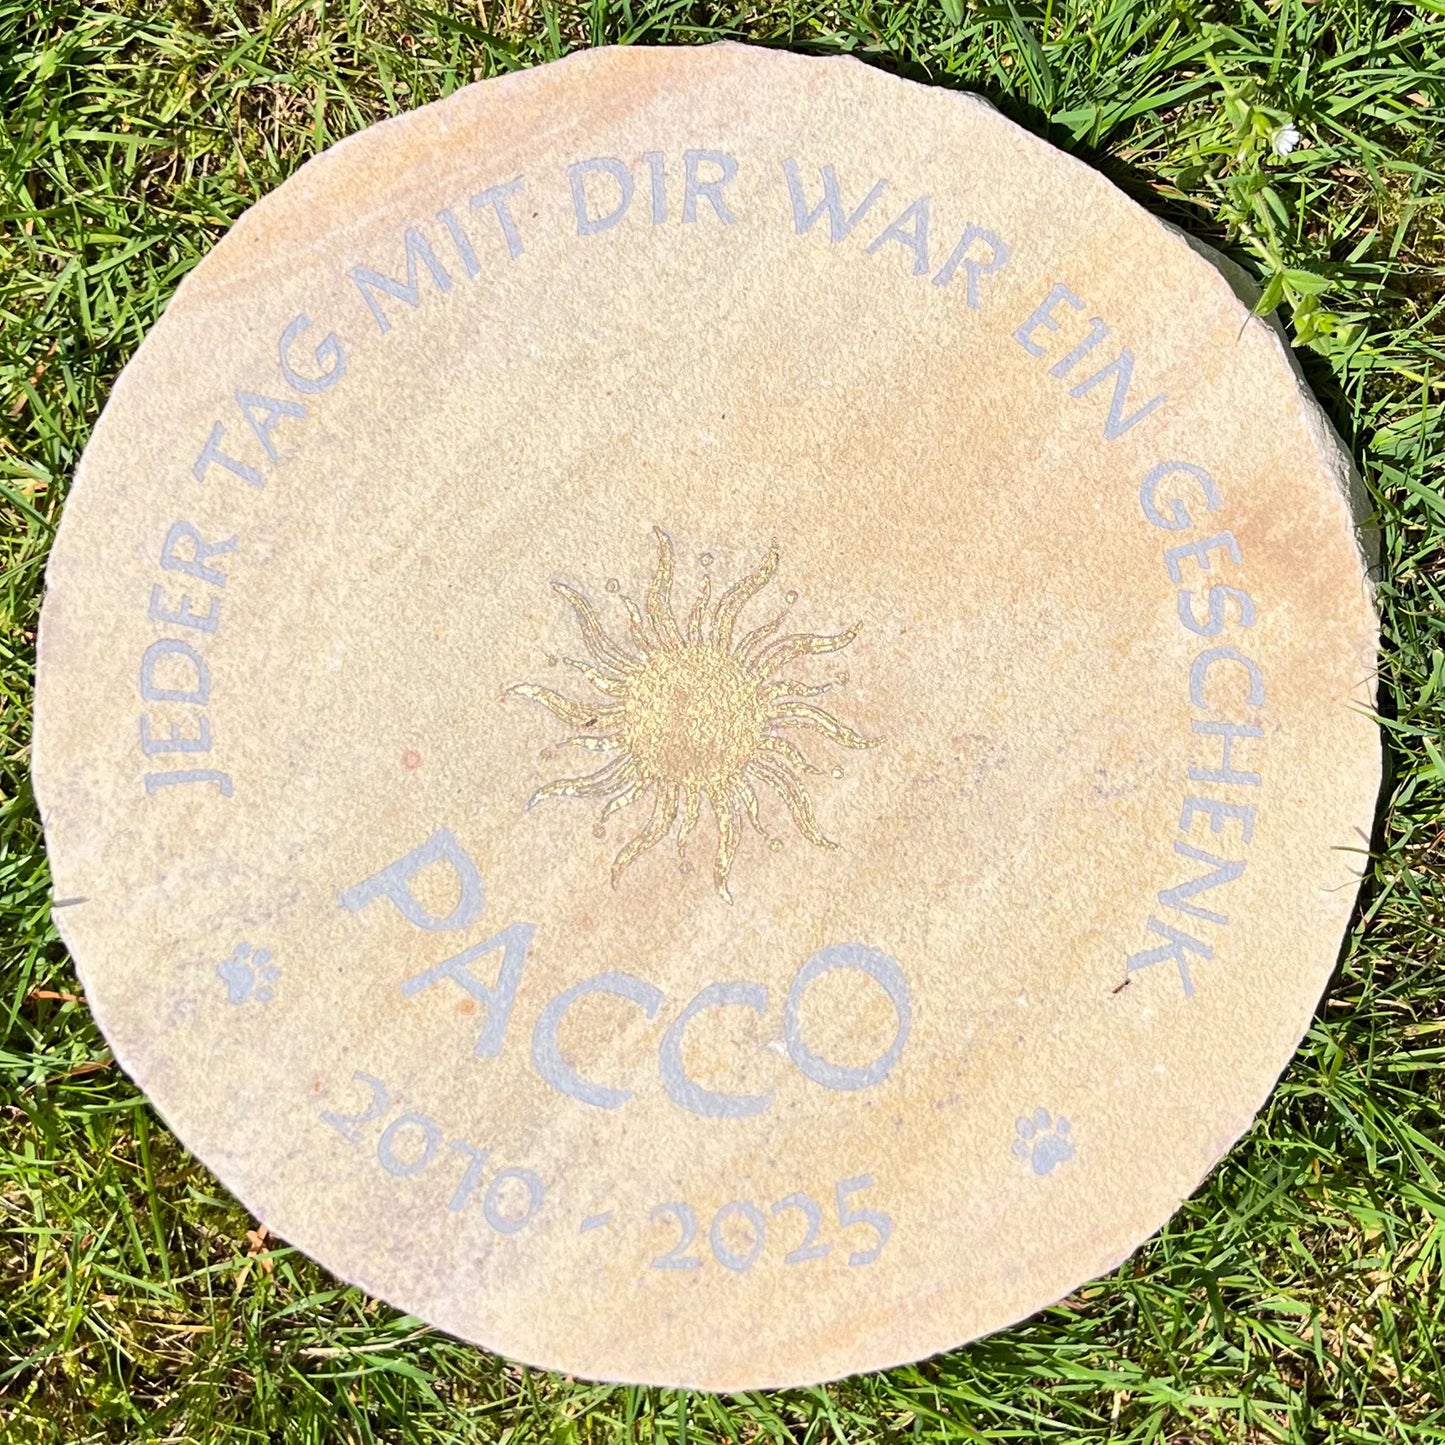 JEDER TAG MIT DIR WAR EIN GESCHENK
PACCO
2010 - 2025